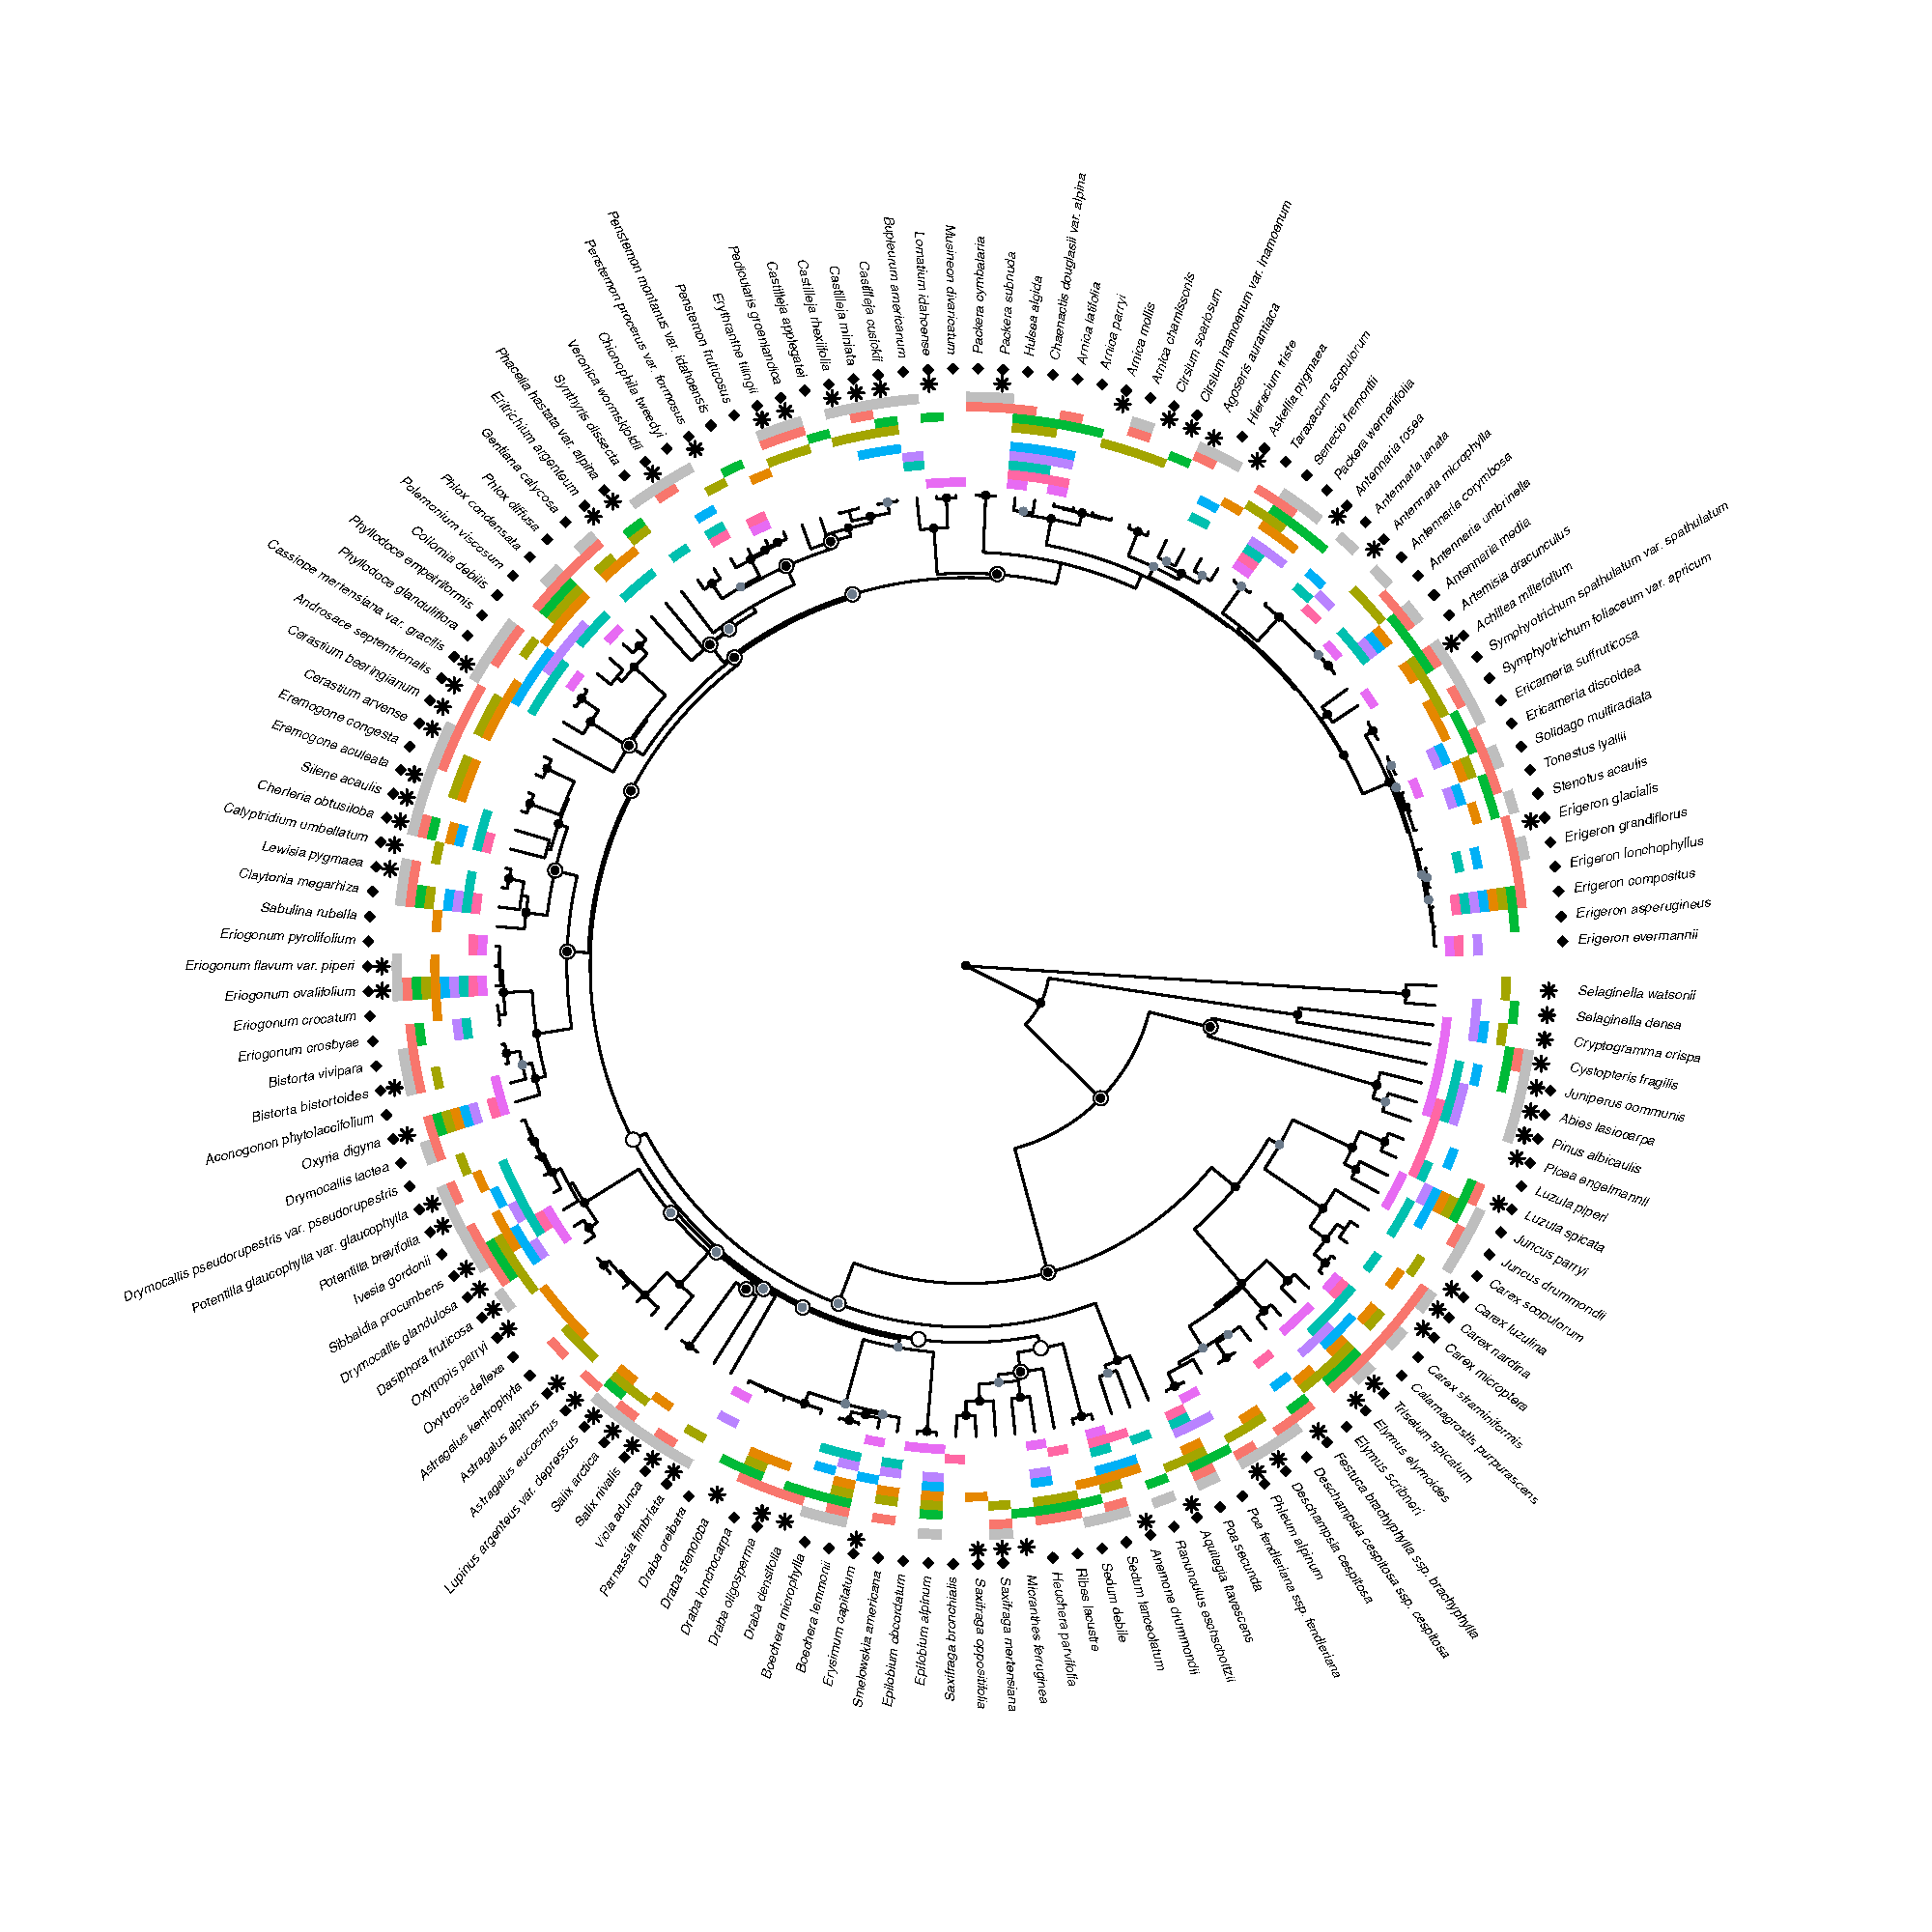 Musineon divaricatum
Packera cymbalaria
Packera subnuda
Hulsea algida
Chaenactis douglasii var. alpina
Arnica latifolia
Arnica parryi
Arnica mollis
Arnica chamissonis
Cirsium scariosum
Cirsium inamoenum var. inamoenum
Agoseris aurantiaca
Hieracium triste
Askellia pygmaea
Taraxacum scopulorum
Senecio fremontii
Packera werneriifolia
Antennaria rosea
Antennaria lanata
Antennaria microphylla
Antennaria corymbosa
Antennaria umbrinella
Antennaria media
Artemisia dracunculus
Achillea millefolium
Symphyotrichum spathulatum var. spathulatum
Symphyotrichum foliaceum var. apricum
Ericameria suffruticosa
Ericameria discoidea
Solidago multiradiata
Tonestus lyallii
Stenotus acaulis
Erigeron glacialis
Erigeron grandiflorus
Erigeron lonchophyllus
Erigeron compositus
Erigeron asperugineus
Erigeron evermannii
Selaginella watsonii
Selaginella densa
Cryptogramma crispa
Cystopteris fragilis
Juniperus communis
Abies lasiocarpa
Pinus albicaulis
Picea engelmannii
Luzula piperi
Luzula spicata
Juncus parryi
Juncus drummondii
Carex scopulorum
Carex luzulina
Carex nardina
Carex microptera
Carex straminiformis
Calamagrostis purpurascens
Trisetum spicatum
Elymus elymoides
Elymus scribneri
Festuca brachyphylla ssp. brachyphylla
Deschampsia cespitosa ssp. cespitosa
Deschampsia cespitosa
Phleum alpinum
Poa fendleriana ssp. fendleriana
Poa secunda
Aquilegia flavescens
Ranunculus eschscholtzii
Anemone drummondii
Sedum lanceolatum
Sedum debile
Ribes lacustre
Heuchera parvifolia
Micranthes ferruginea
Saxifraga mertensiana
Saxifraga oppositifolia
Saxifraga bronchialis
Epilobium alpinum
Epilobium obcordatum
Smelowskia americana
Erysimum capitatum
Boechera lemmonii
Boechera microphylla
Draba densifolia
Draba oligosperma
Draba lonchocarpa
Draba stenoloba
Draba oreibata
Parnassia fimbriata
Viola adunca
Salix nivalis
Salix arctica
Lupinus argenteus var. depressus
Astragalus eucosmus
Astragalus alpinus
Astragalus kentrophyta
Oxytropis deflexa
Oxytropis parryi
Dasiphora fruticosa
Drymocallis glandulosa
Sibbaldia procumbens
Ivesia gordonii
Potentilla brevifolia
Potentilla glaucophylla var. glaucophylla
Drymocallis pseudorupestris var. pseudorupestris
Drymocallis lactea
Oxyria digyna
Aconogonon phytolaccifolium
Bistorta bistortoides
Bistorta vivipara
Eriogonum crosbyae
Eriogonum crocatum
Eriogonum ovalifolium
Eriogonum flavum var. piperi
Eriogonum pyrolifolium
Sabulina rubella
Claytonia megarhiza
Lewisia pygmaea
Calyptridium umbellatum
Cherleria obtusiloba
Silene acaulis
Eremogone aculeata
Eremogone congesta
Cerastium arvense
Cerastium beeringianum
Androsace septentrionalis
Cassiope mertensiana var. gracilis
Phyllodoce glanduliflora
Phyllodoce empetriformis
Collomia debilis
Polemonium viscosum
Phlox condensata
Phlox diffusa
Gentiana calycosa
Eritrichium argenteum
Phacelia hastata var. alpina
Synthyris dissecta
Veronica wormskjoldii
Chionophila tweedyi
Penstemon procerus var. formosus
Penstemon montanus var. idahoensis
Penstemon fruticosus
Erythranthe tilingii
Pedicularis groenlandica
Castilleja applegatei
Castilleja rhexiifolia
Castilleja miniata
Castilleja cusickii
Bupleurum americanum
Lomatium idahoense